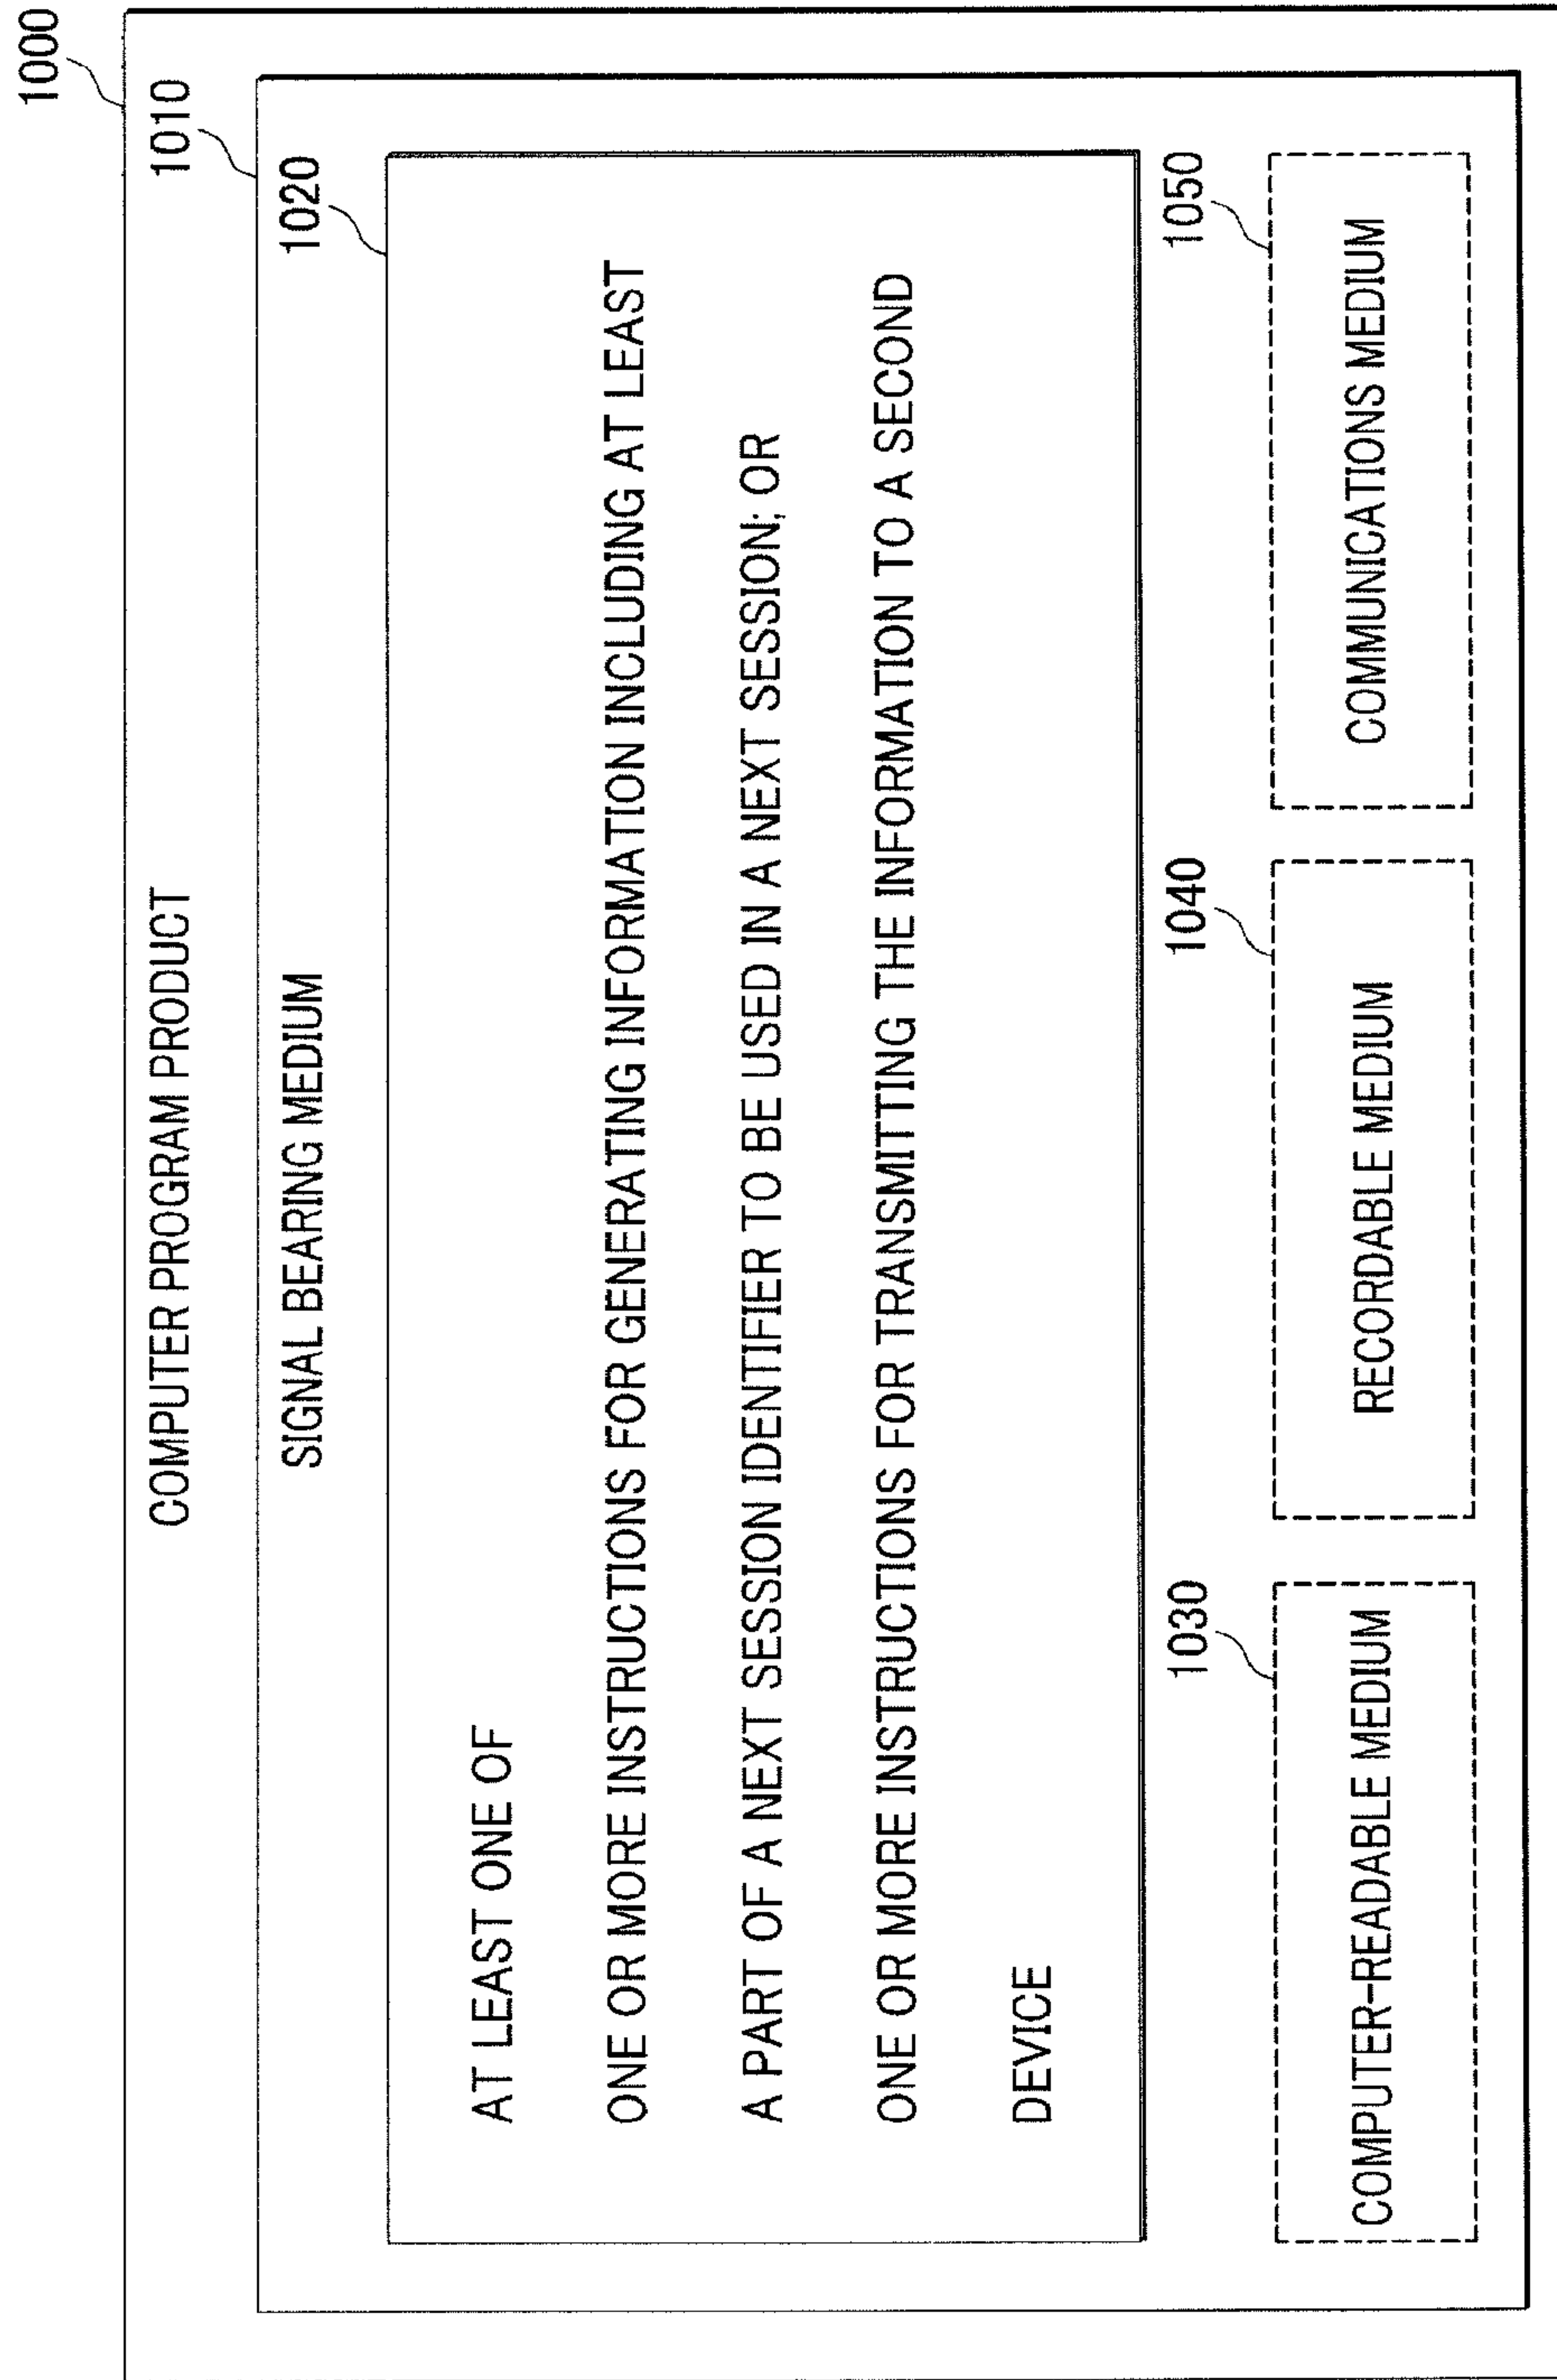 1000
COMPUTER PROGRAM PRODUCT
1010
SIGNAL BEARING MEDIUM
1020
AT LEAST ONE OF
ONE OR MORE INSTRUCTIONS FOR GENERATING INFORMATION INCLUDING AT LEAST
A PART OF A NEXT SESSION IDENTIFIER TO BE USED IN A NEXT SESSION; OR
ONE OR MORE INSTRUCTIONS FOR TRANSMITTING THE INFORMATION TO A SECOND
DEVICE
1030
1040
1050
COMPUTER-READABLE MEDIUM
RECORDABLE MEDIUM
COMMUNICATIONS MEDIUM